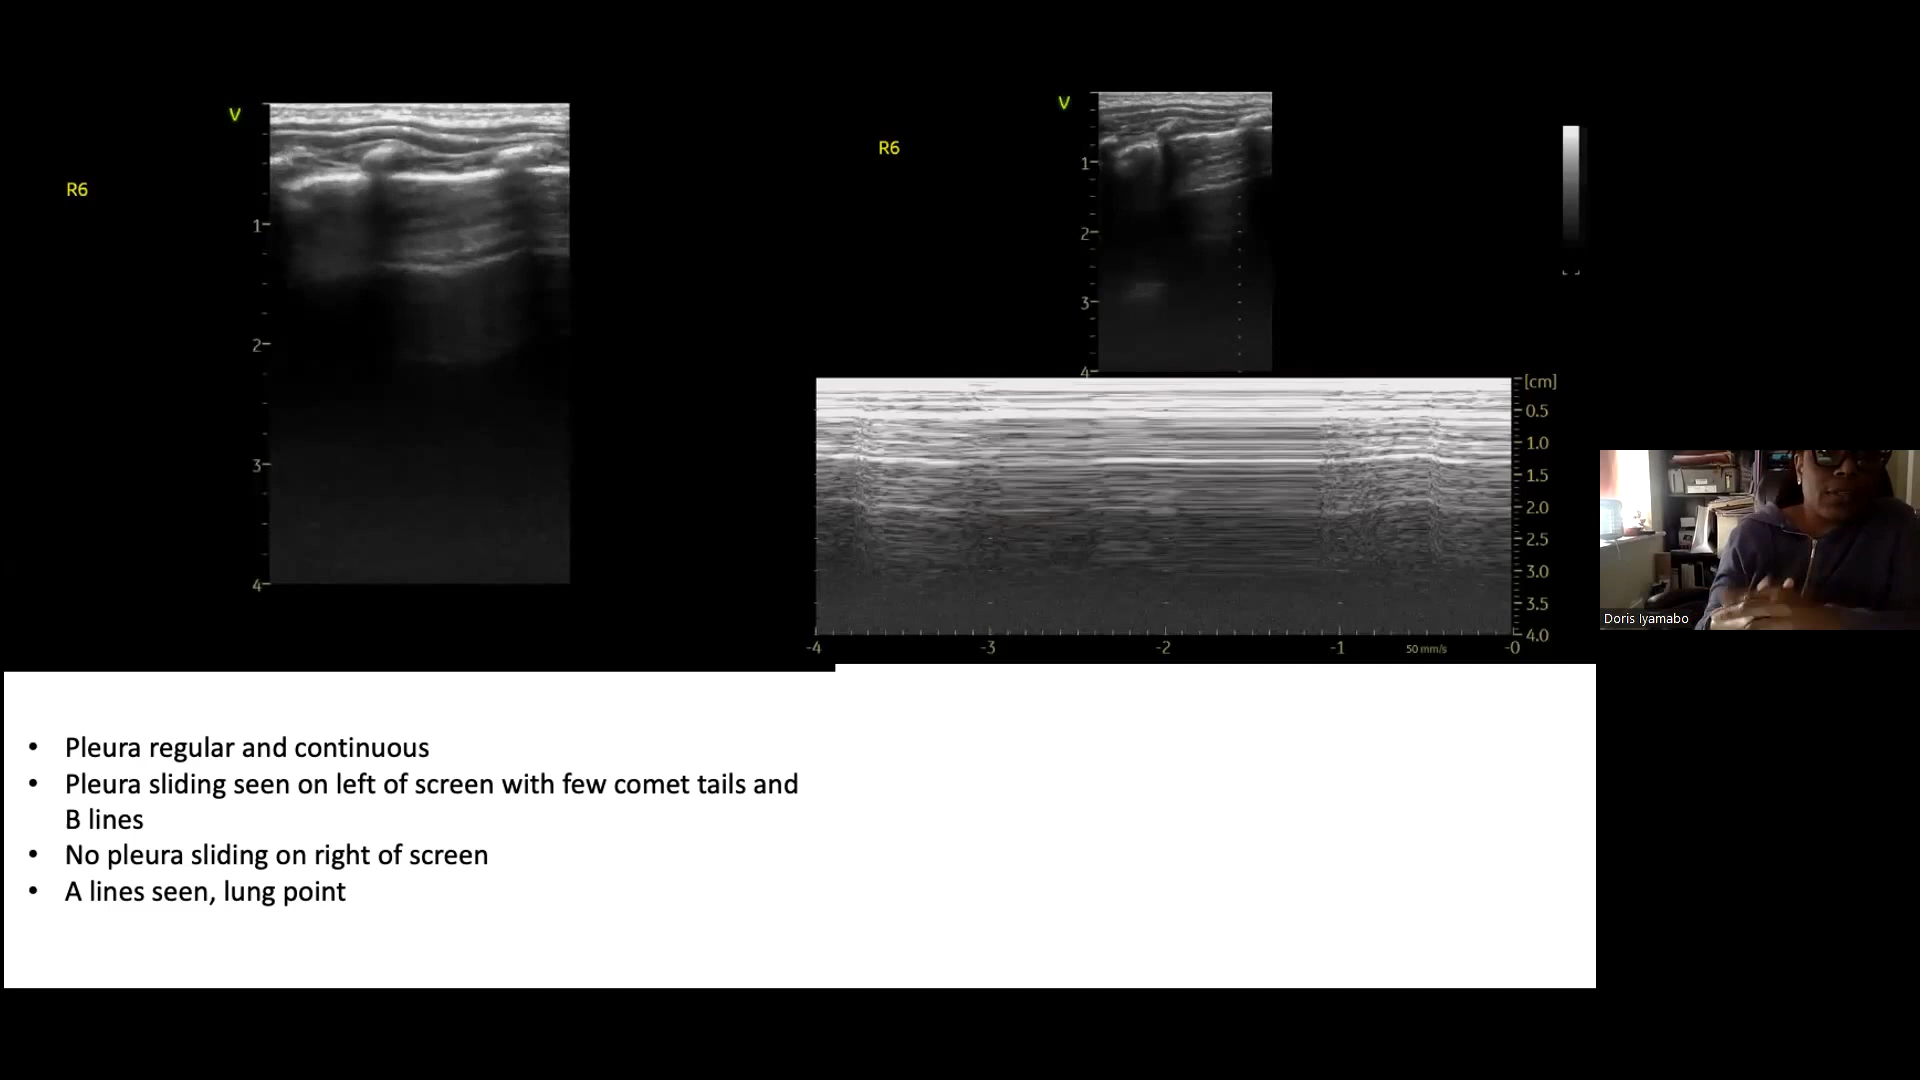 V
R6
1
2
3
4
V
R6
1
2
3
4
[cm]
0.5
1.0
1.5
2.0
2.5
3.0
3.5
4.0
-4
-3
-2
-1
50 mm/s
-0
Doris Iyamabo
• Pleura regular and continuous
• Pleura sliding seen on left of screen with few comet tails and
B lines
• No pleura sliding on right of screen
• A lines seen, lung point